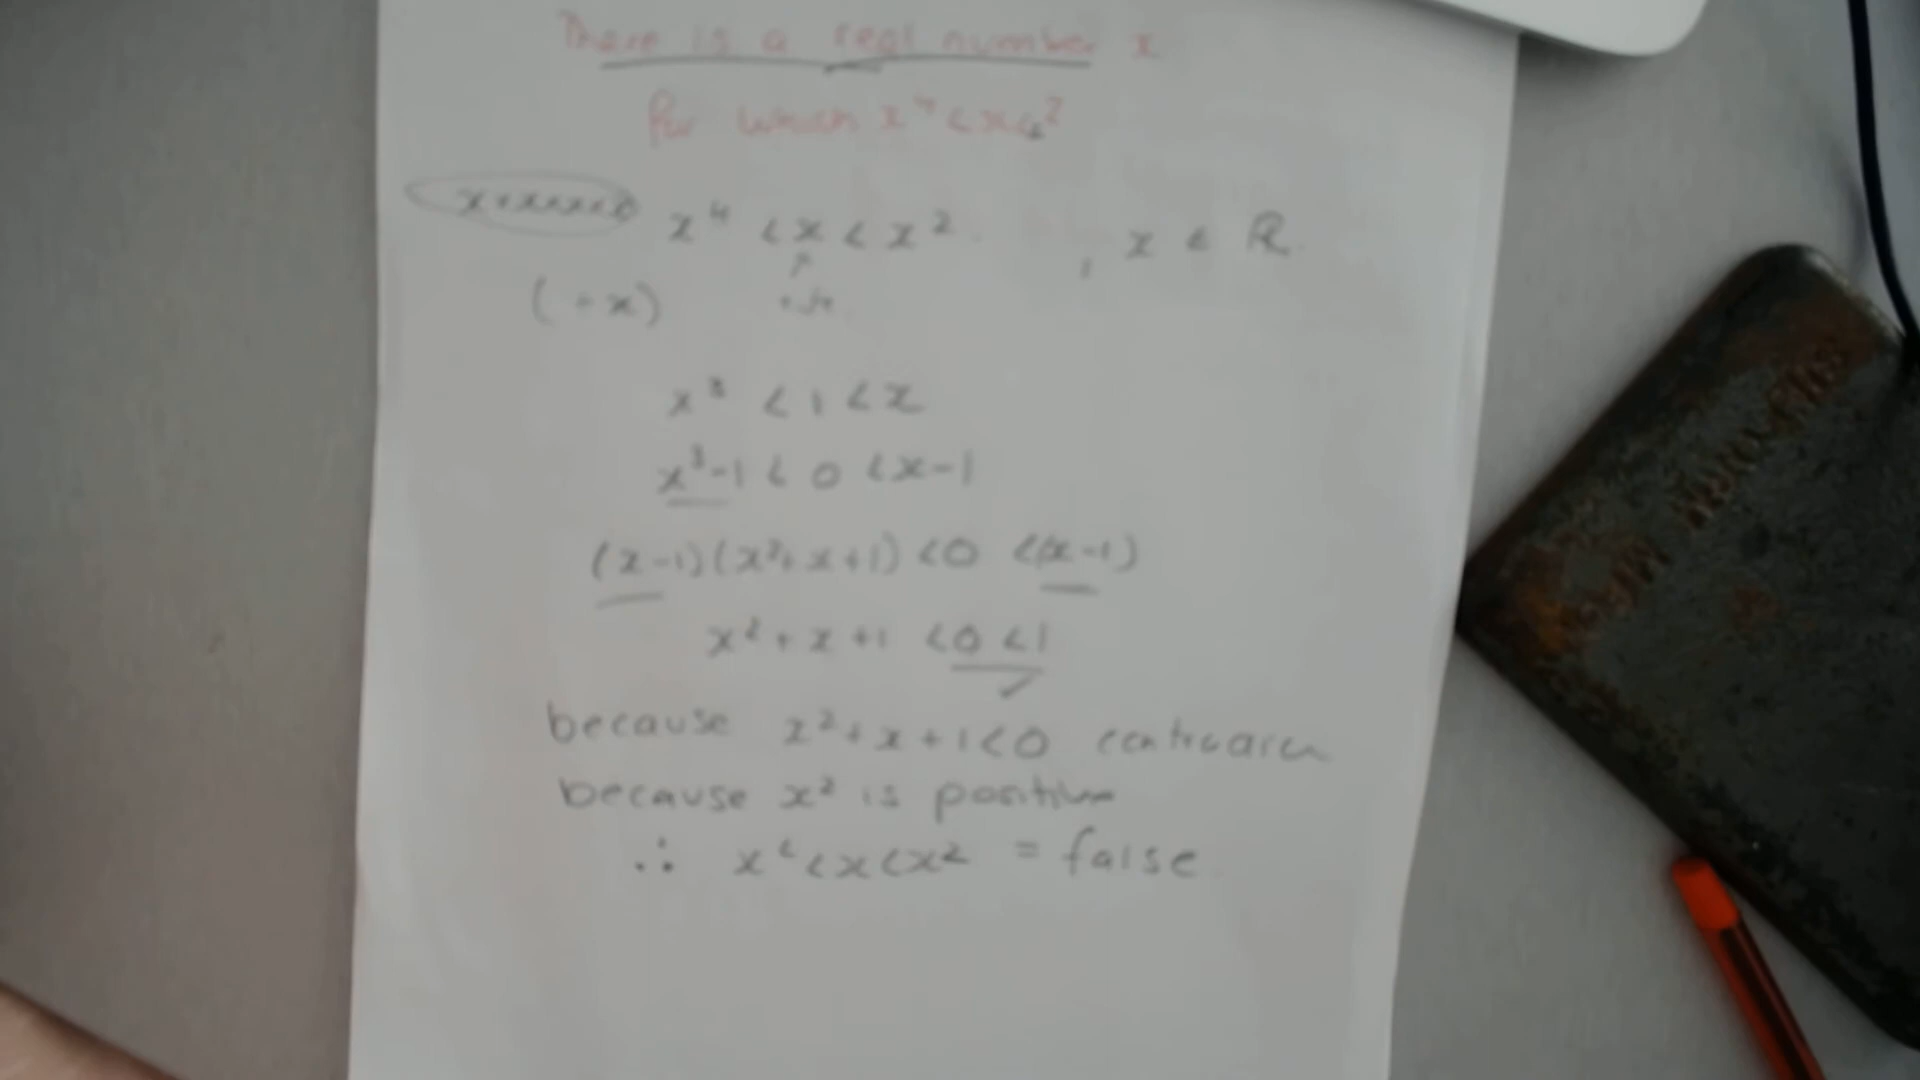 There is a real number x
for which x⁴ < x < x²
x⁴ < x < x² , x ∈ ℝ
(÷x) +ve
x³ < 1 < x
x³-1 < 0 < x-1
(x-1)(x²+x+1) < 0 < (x-1)
x²+x+1 < 0 < 1
because x²+x+1 < 0
because x² is positive
∴ x⁴ < x < x² = false